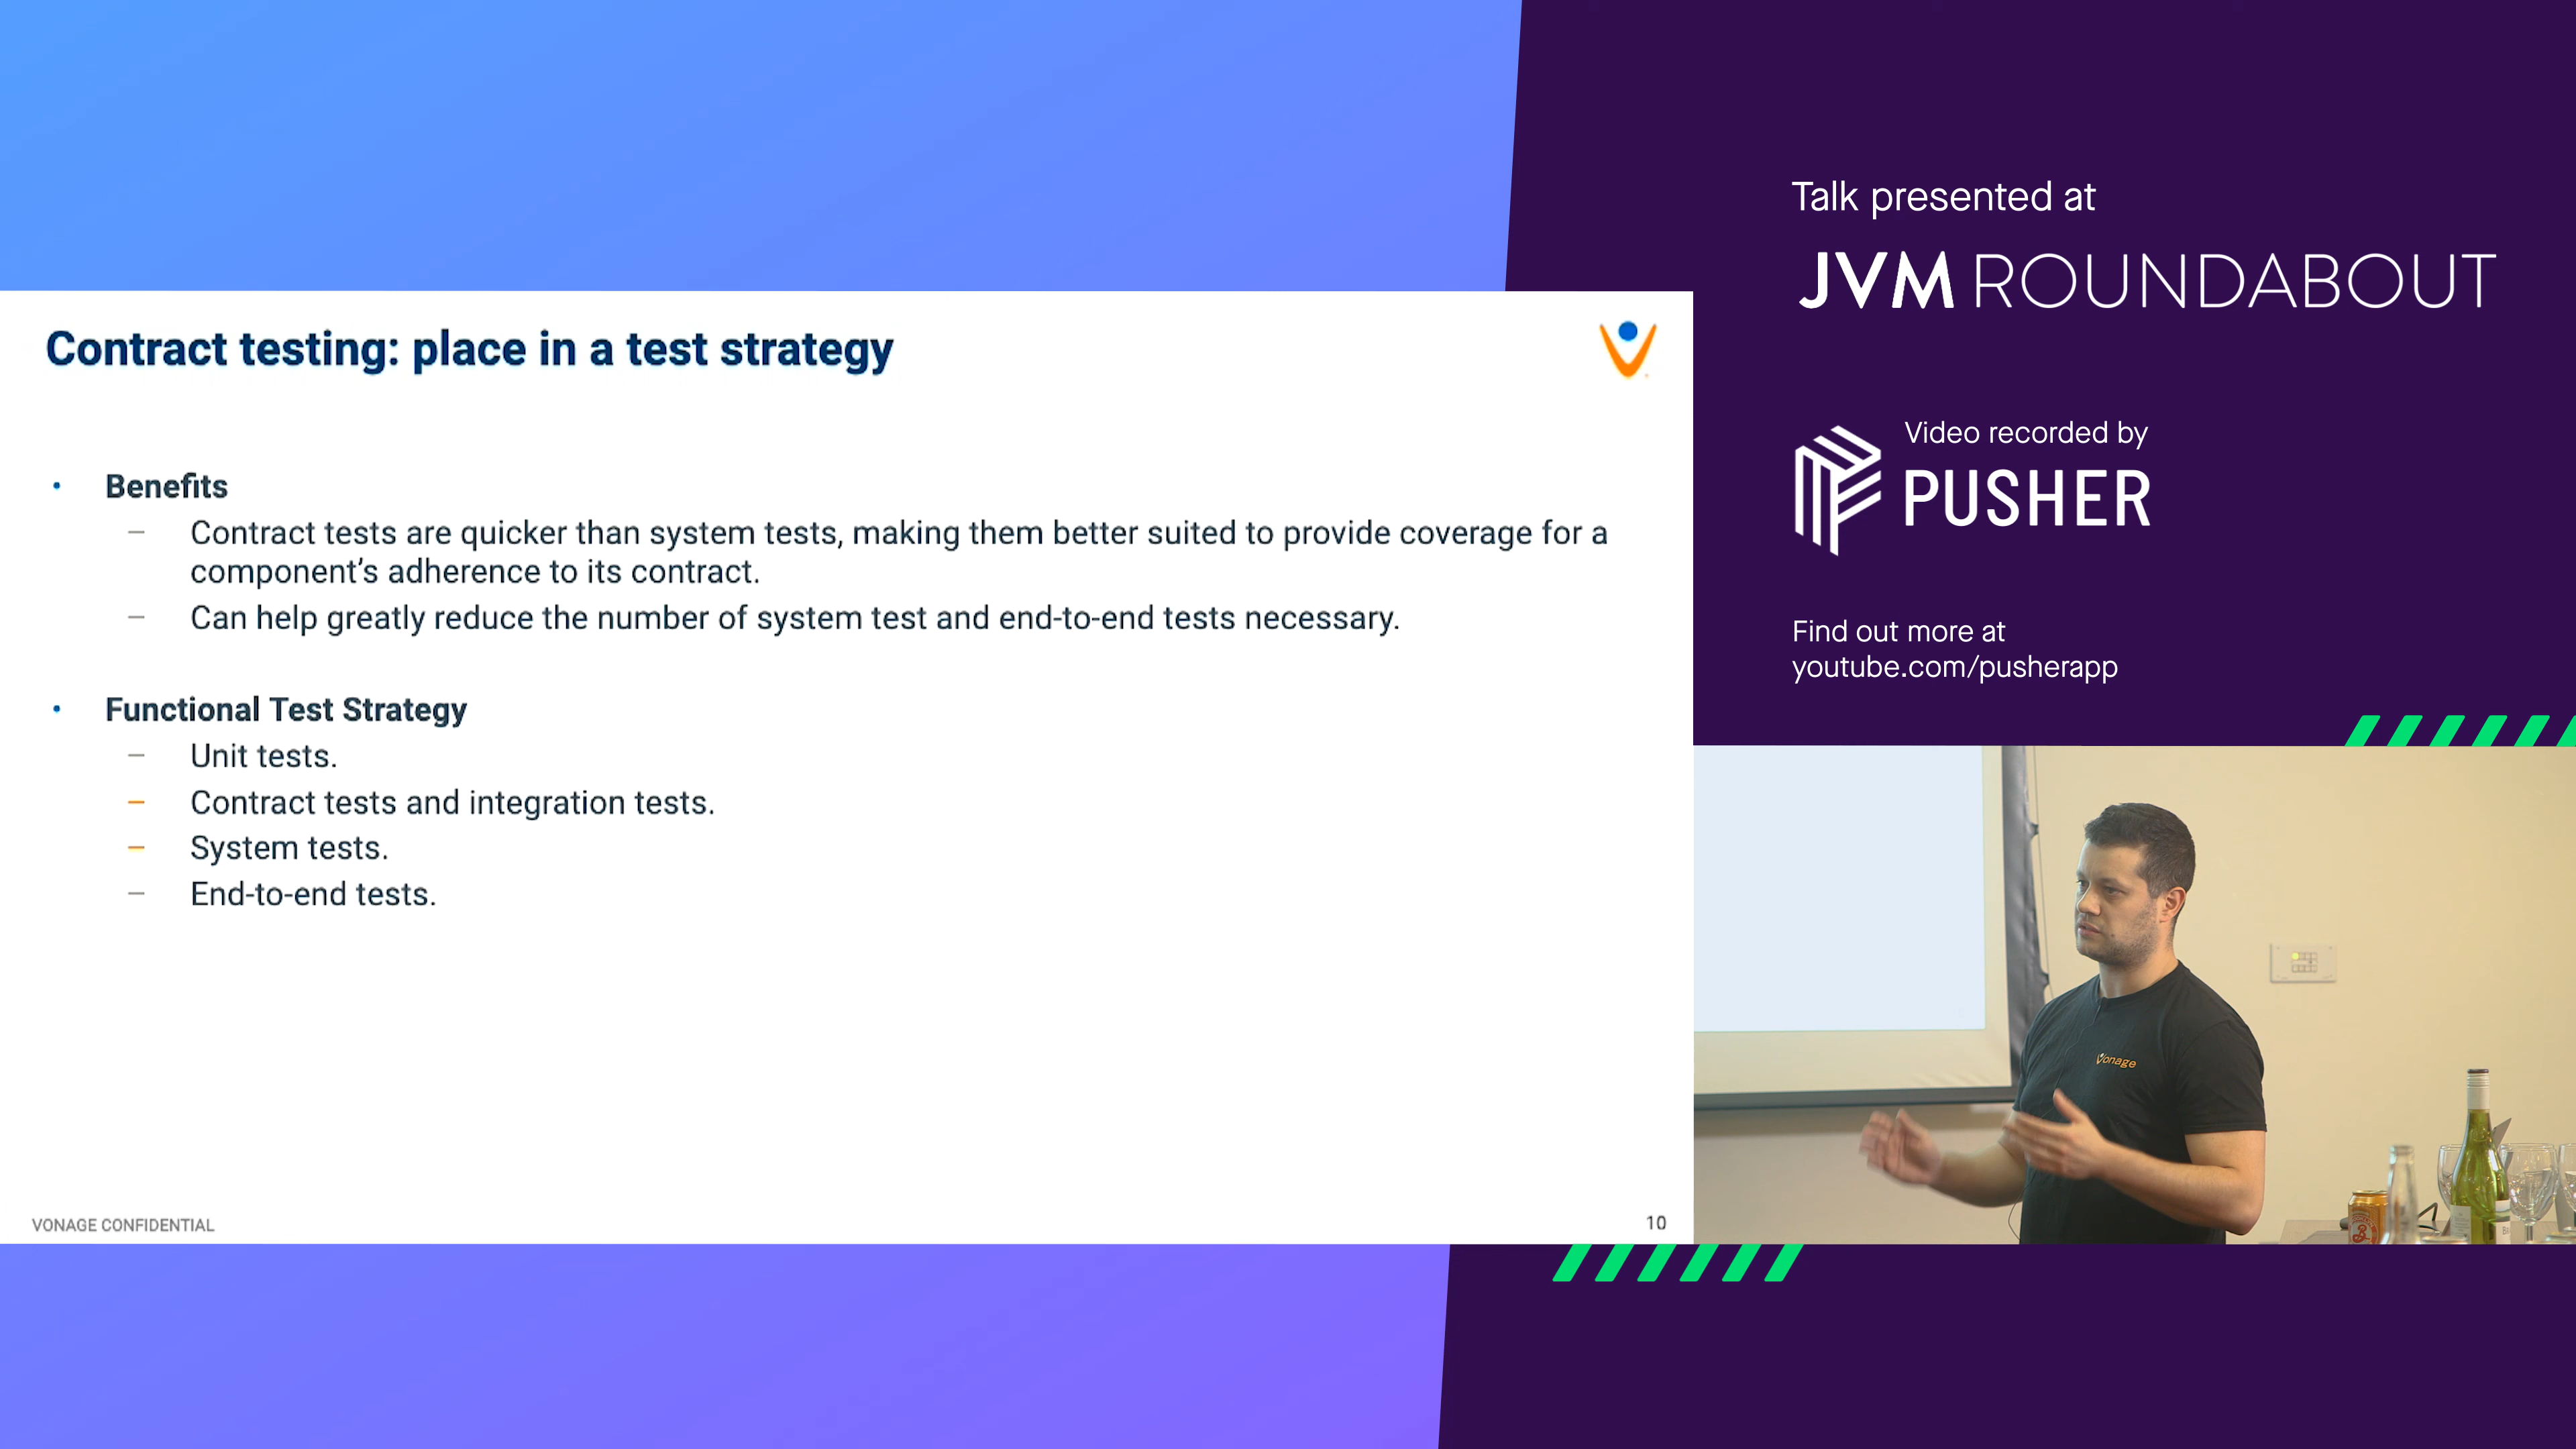 Contract testing: place in a test strategy
• Benefits
– Contract tests are quicker than system tests, making them better suited to provide coverage for a
component's adherence to its contract.
– Can help greatly reduce the number of system test and end-to-end tests necessary.
• Functional Test Strategy
– Unit tests.
– Contract tests and integration tests.
– System tests.
– End-to-end tests.
VONAGE CONFIDENTIAL
10
Talk presented at
JVM ROUNDABOUT
Video recorded by
PUSHER
Find out more at
youtube.com/pusherapp
Vonage